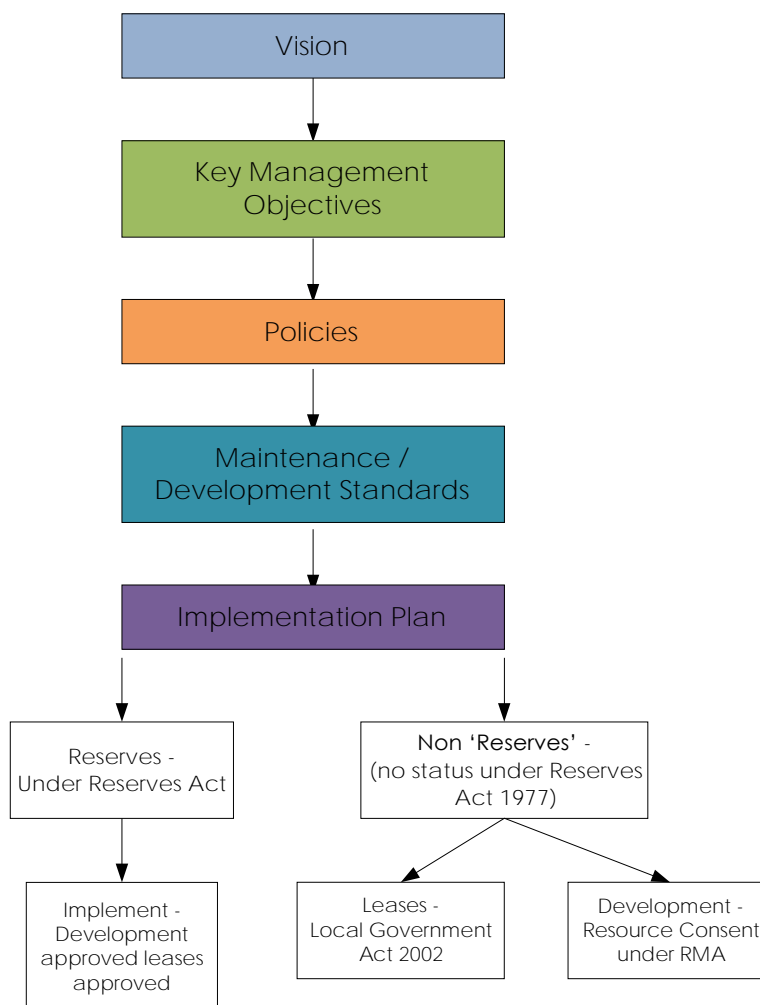 Vision
Key Management
Objectives
Policies
Maintenance /
Development Standards
Implementation Plan
Reserves -
Under Reserves Act
Non ‘Reserves’ -
(no status under Reserves
Act 1977)
Implement -
Development
approved leases
approved
Leases -
Local Government
Act 2002
Development -
Resource Consent
under RMA